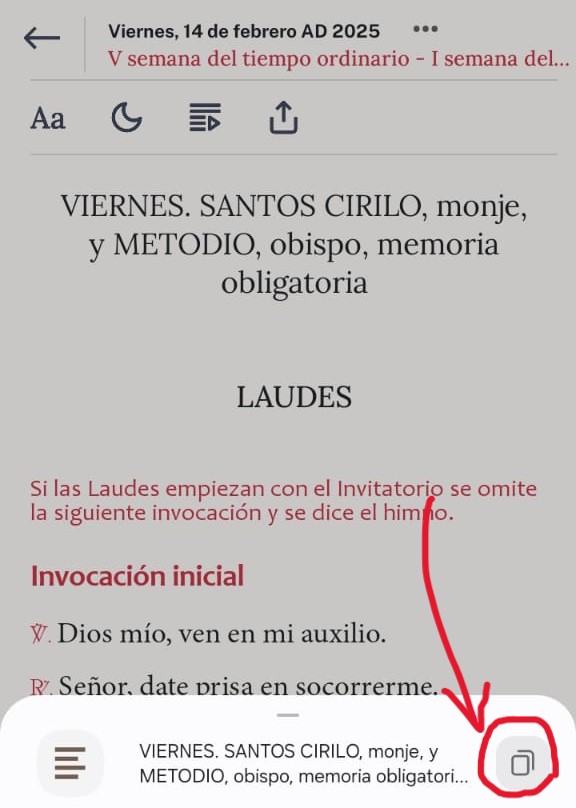 Viernes, 14 de febrero AD 2025
V semana del tiempo ordinario - I semana del...
Aa
VIERNES. SANTOS CIRILO, monje,
y METODIO, obispo, memoria
obligatoria
LAUDES
Si las Laudes empiezan con el Invitatorio se omite
la siguiente invocación y se dice el himno.
Invocación inicial
℣. Dios mío, ven en mi auxilio.
℟. Señor, date prisa en socorrerme.
VIERNES. SANTOS CIRILO, monje, y
METODIO, obispo, memoria obligatori...